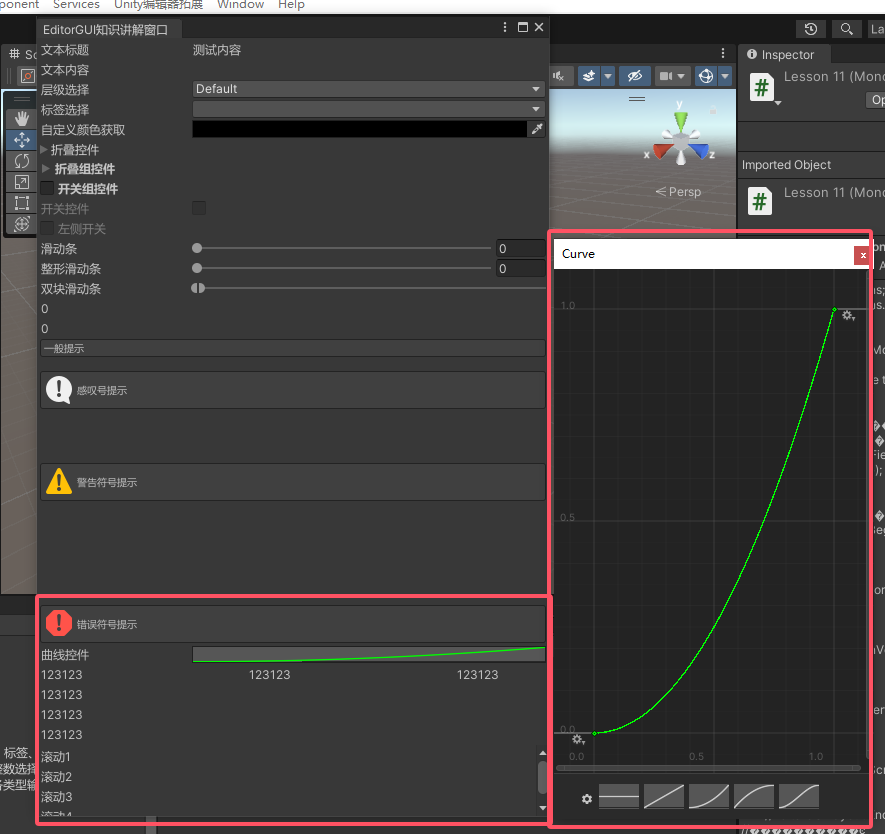 ponent Services Unity编辑器拓展 Window Help
EditorGUI知识讲解窗口
文本标题 测试内容
文本内容
层级选择 Default
标签选择
自定义颜色获取
折叠控件
折叠组控件
开关组控件
开关控件
左侧开关
滑动条 0
整形滑动条 0
双块滑动条
0
0
一般提示
感叹号提示
警告符号提示
错误符号提示
曲线控件
123123 123123 123123
123123
123123
123123
滚动1
滚动2
滚动3
滚动4
# Sc
y
x
z
Persp
La
Inspector
Lesson 11 (Mono
Op
Imported Object
Lesson 11 (Mono
Curve
x
1.0
0.5
0.0
0.0 0.5 1.0
标签、
整数选择
各类型输